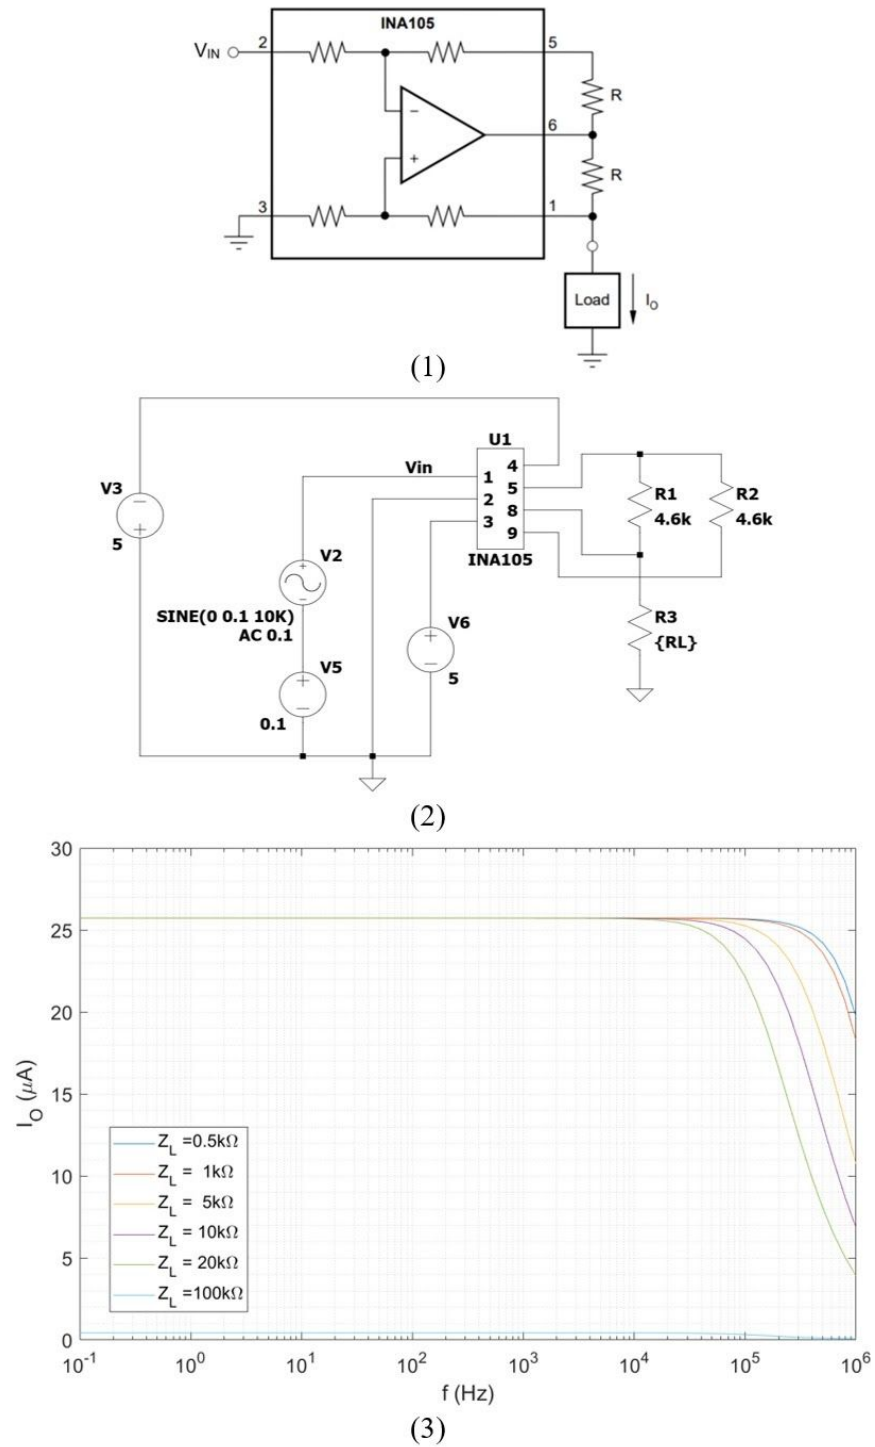 INA105
V_IN 2 5
R
6
−
+
R
3 1
Load I_O
(1)
U1
Vin 1 4
V3 2 5 R1 R2
− 3 8 4.6k 4.6k
+ 9
5 V2 INA105
+
− R3
SINE(0 0.1 10K) V6 {RL}
AC 0.1 +
V5 −
+ 5
−
0.1
(2)
30
25
20
15
10
5
0
I_O (μA)
Z_L =0.5kΩ
Z_L = 1kΩ
Z_L = 5kΩ
Z_L = 10kΩ
Z_L = 20kΩ
Z_L =100kΩ
10^-1 10^0 10^1 10^2 10^3 10^4 10^5 10^6
f (Hz)
(3)